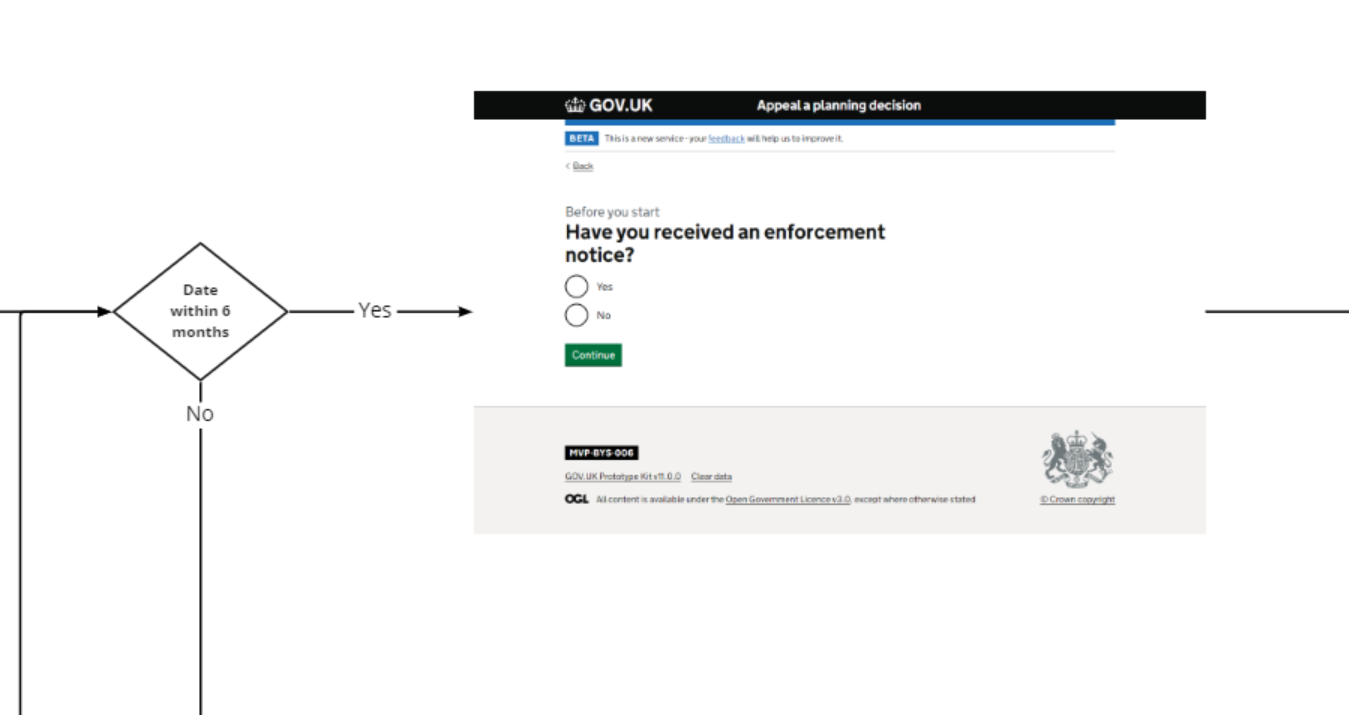 GOV.UK Appeal a planning decision
BETA This is a new service - your feedback will help us to improve it.
< Back
Before you start
Have you received an enforcement
notice?
Yes
No
Continue
Date
within 6
months
Yes
No
MVP-BYS-006
GOV.UK Prototype Kit v11.0.0 Clear data
OGL All content is available under the Open Government Licence v3.0, except where otherwise stated
© Crown copyright